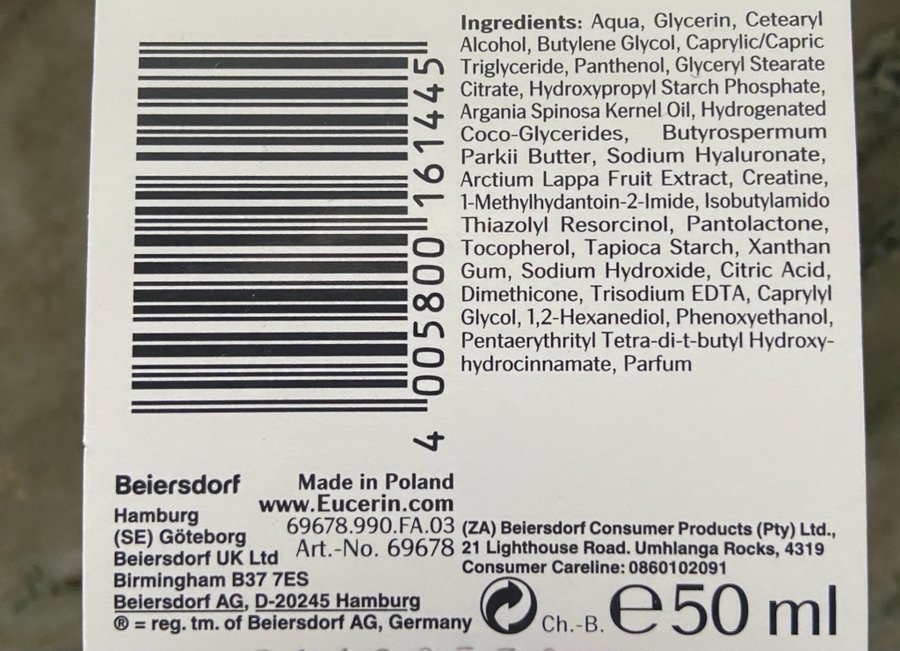 Ingredients: Aqua, Glycerin, Cetearyl
Alcohol, Butylene Glycol, Caprylic/Capric
Triglyceride, Panthenol, Glyceryl Stearate
Citrate, Hydroxypropyl Starch Phosphate,
Argania Spinosa Kernel Oil, Hydrogenated
Coco-Glycerides, Butyrospermum
Parkii Butter, Sodium Hyaluronate,
Arctium Lappa Fruit Extract, Creatine,
1-Methylhydantoin-2-Imide, Isobutylamido
Thiazolyl Resorcinol, Pantolactone,
Tocopherol, Tapioca Starch, Xanthan
Gum, Sodium Hydroxide, Citric Acid,
Dimethicone, Trisodium EDTA, Caprylyl
Glycol, 1,2-Hexanediol, Phenoxyethanol,
Pentaerythrityl Tetra-di-t-butyl Hydroxy-
hydrocinnamate, Parfum
4 005800 161445
Beiersdorf
Hamburg
(SE) Göteborg
Beiersdorf UK Ltd
Birmingham B37 7ES
Beiersdorf AG, D-20245 Hamburg
® = reg. tm. of Beiersdorf AG, Germany
Made in Poland
www.Eucerin.com
69678.990.FA.03
Art.-No. 69678
(ZA) Beiersdorf Consumer Products (Pty) Ltd.,
21 Lighthouse Road. Umhlanga Rocks, 4319
Consumer Careline: 0860102091
Ch.-B. e 50 ml